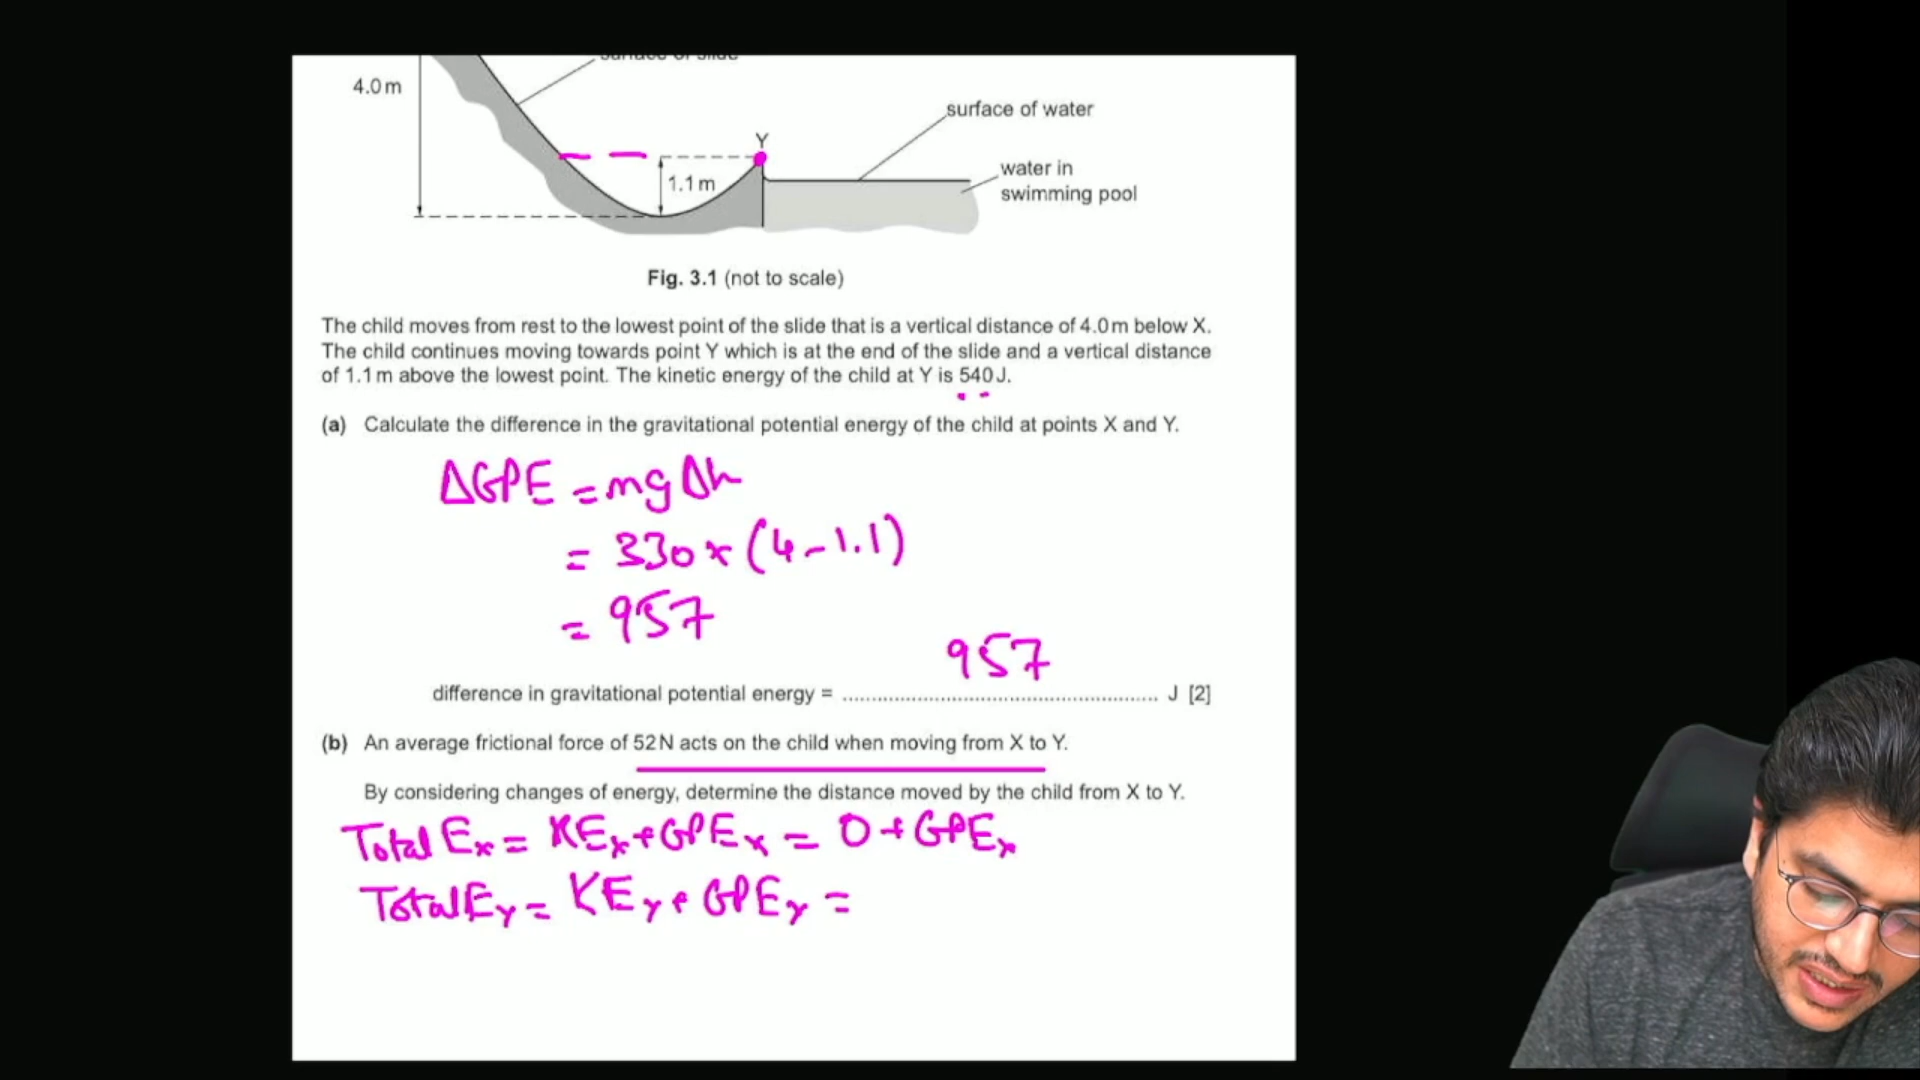 surface of slide
4.0 m
surface of water
Y
water in
swimming pool
1.1 m
Fig. 3.1 (not to scale)
The child moves from rest to the lowest point of the slide that is a vertical distance of 4.0 m below X.
The child continues moving towards point Y which is at the end of the slide and a vertical distance
of 1.1 m above the lowest point. The kinetic energy of the child at Y is 540 J.
(a) Calculate the difference in the gravitational potential energy of the child at points X and Y.
ΔGPE = mgΔh
= 330 × (4 - 1.1)
= 957
957
difference in gravitational potential energy = ........................................................ J [2]
(b) An average frictional force of 52 N acts on the child when moving from X to Y.
By considering changes of energy, determine the distance moved by the child from X to Y.
Total Ex = KEx + GPEx = 0 + GPEx
Total EY = KEY + GPEY =